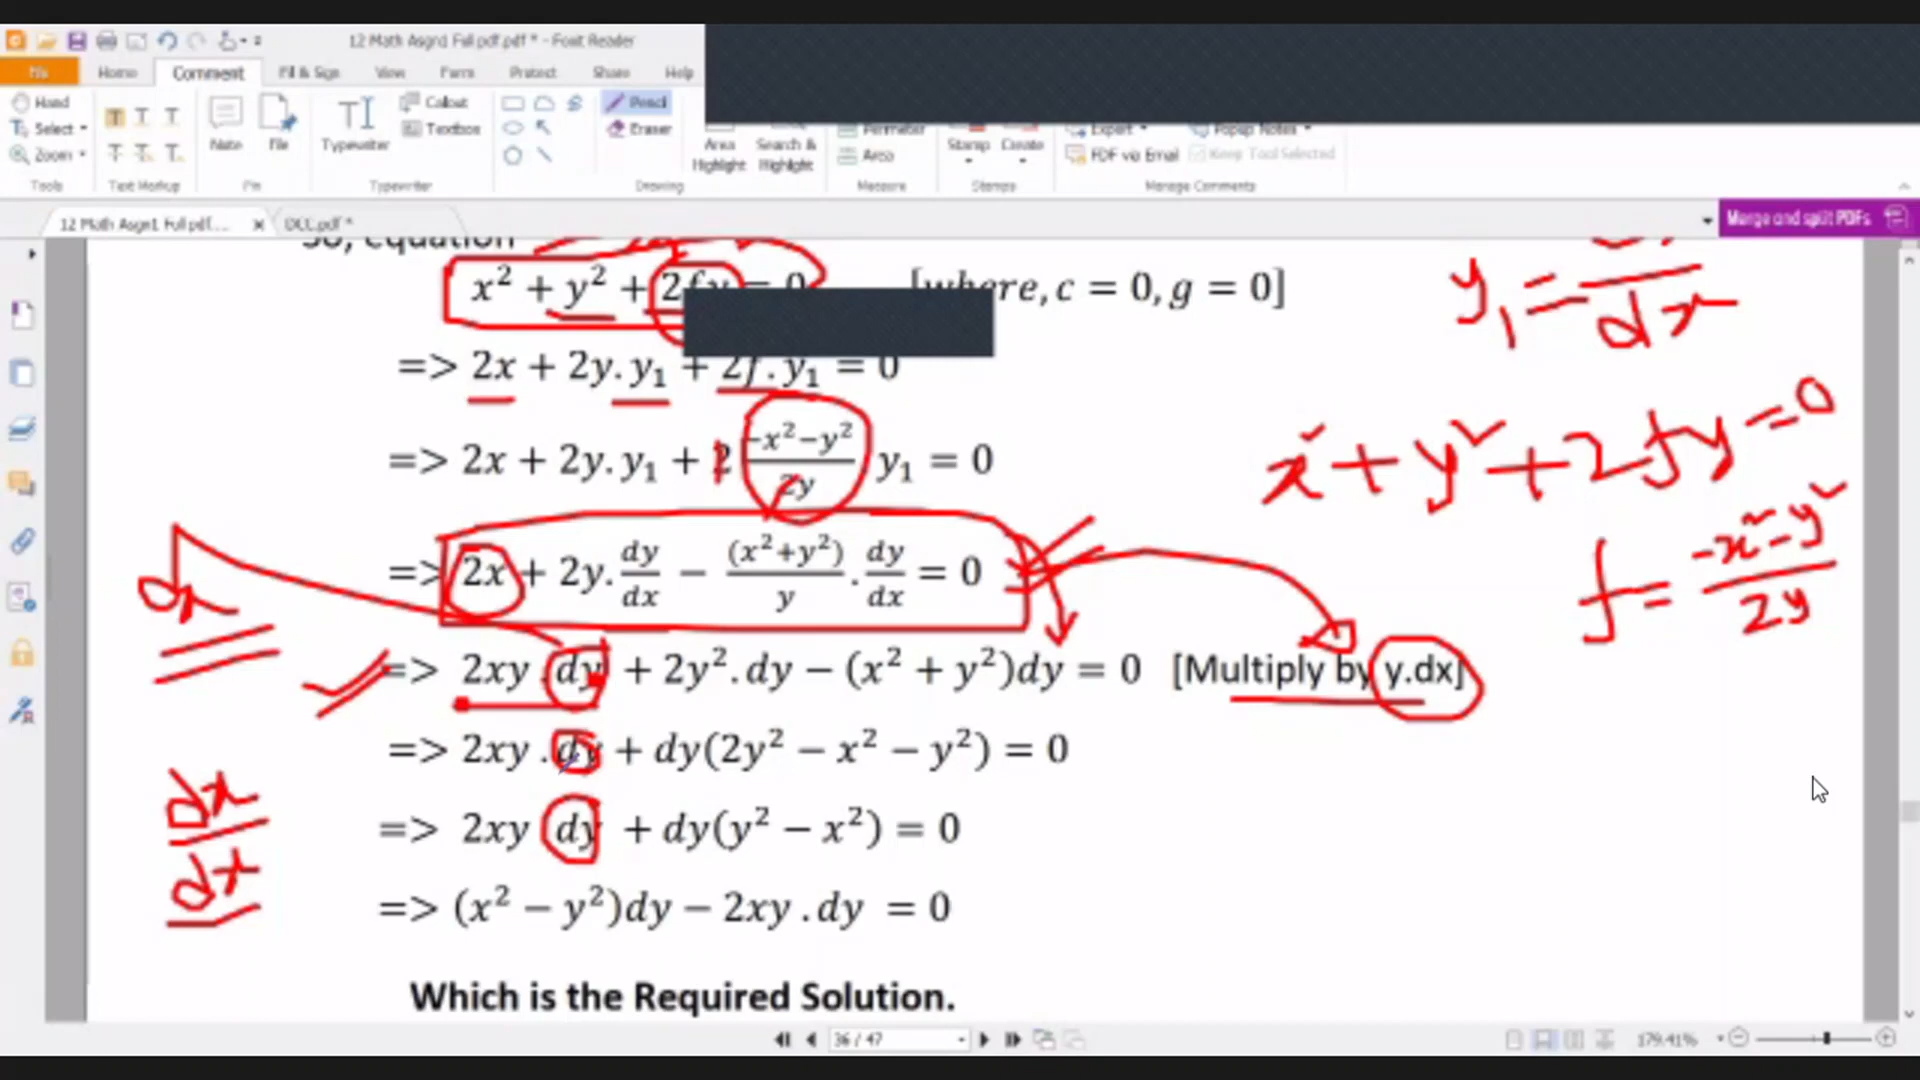 12 Math Asgn1 Full.pdf.pdf * - Foxit Reader
File Home Comment Fill & Sign View Form Protect Share Help
Hand
Select
Zoom
Note File Typewriter Callout Textbox Pencil Eraser
Area Highlight Search & Highlight Perimeter Area Stamp Create Export Popup Notes
PDF via Email Keep Tool Selected
Tools Text Markup Pin Typewriter Drawing Measure Stamps Manage Comments
12 Math Asgn1 Full.pdf.... × DCC.pdf * Merge and split PDFs
So, equation
x² + y² + 2fy = 0 [where, c = 0, g = 0]
y₁ = dx
=> 2x + 2y. y₁ + 2f. y₁ = 0
x² + y² + 2fy = 0
=> 2x + 2y. y₁ + 2 (−x²−y²)/2y y₁ = 0
f = (−x²−y²)/2y
=> 2x + 2y. dy/dx − (x²+y²)/y . dy/dx = 0
dx
=> 2xy .dy + 2y². dy − (x² + y²)dy = 0 [Multiply by y.dx]
=> 2xy . dy + dy(2y² − x² − y²) = 0
dx
=> 2xy dy + dy(y² − x²) = 0
dx
=> (x² − y²)dy − 2xy . dy = 0
Which is the Required Solution.
36 / 47 179.41%